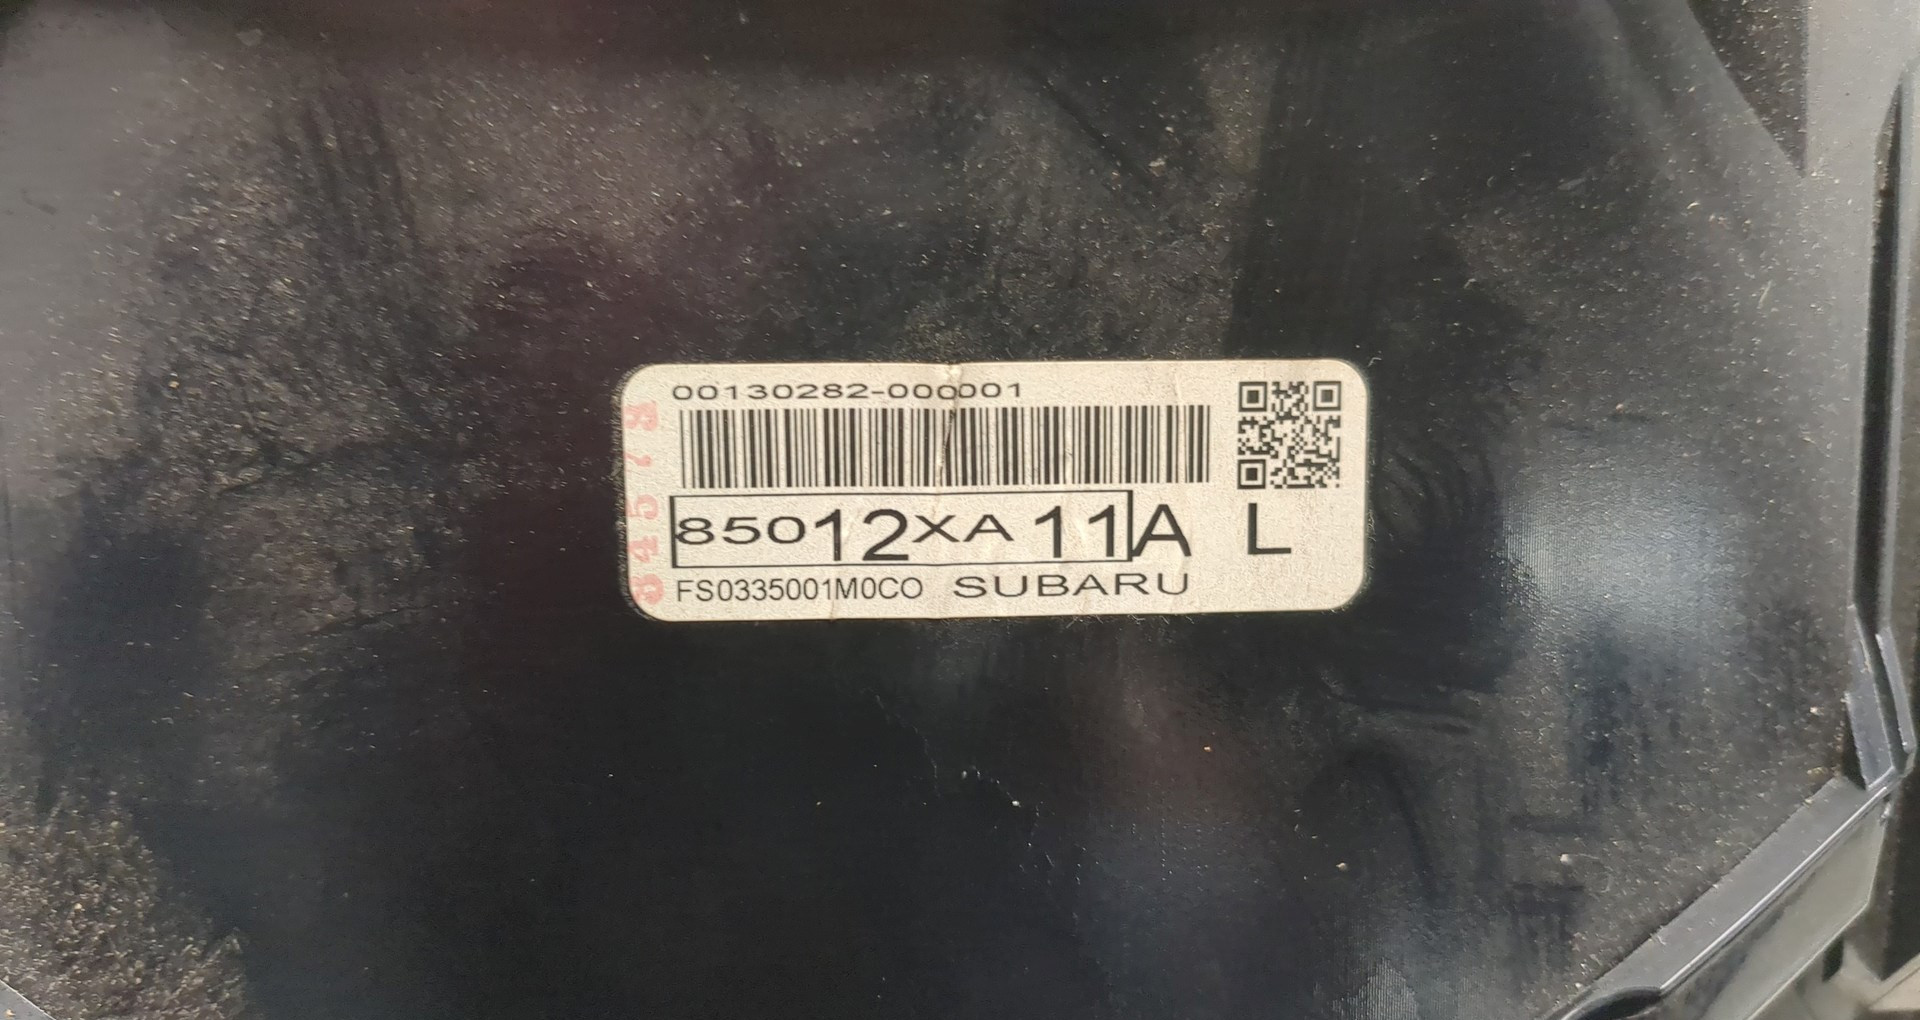 00130282-000001
85012XA11A L
FS0335001M0CO SUBARU